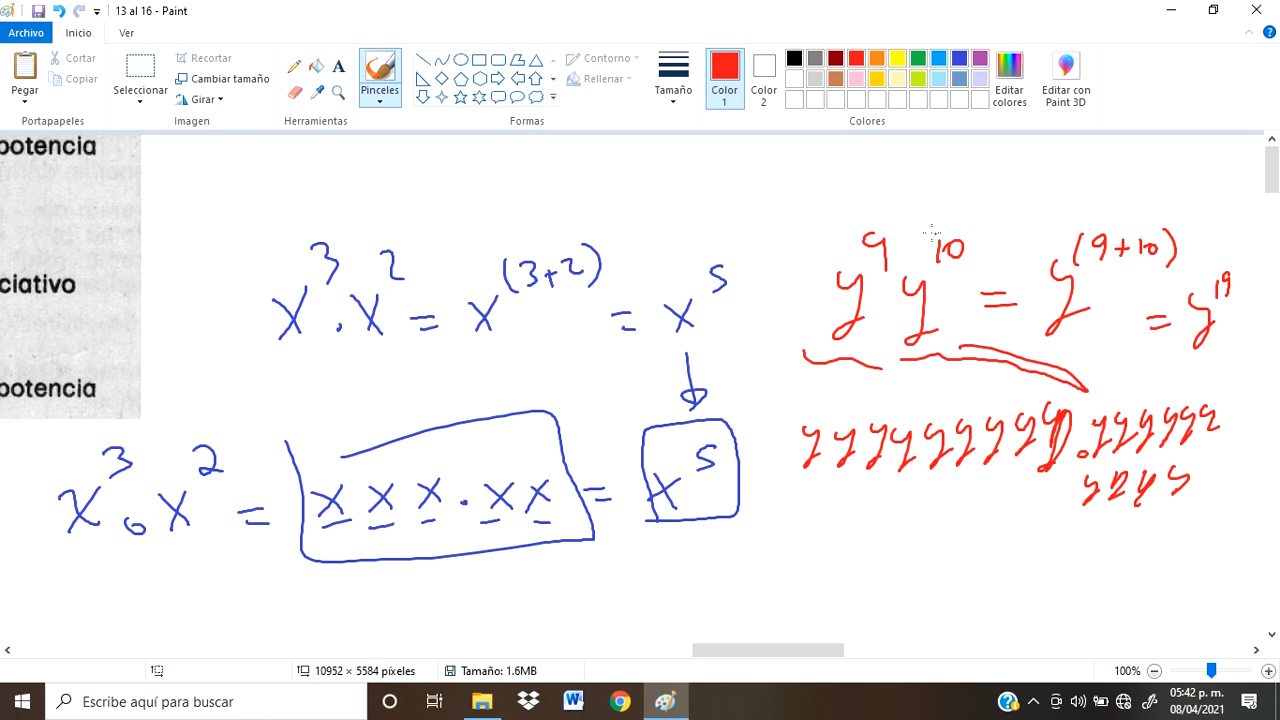 13 al 16 - Paint
Archivo Inicio Ver
Pegar Cortar Copiar Seleccionar Recortar Cambiar tamaño Girar Pinceles Contorno Rellenar Tamaño Color 1 Color 2 Editar colores Editar con Paint 3D
Portapapeles Imagen Herramientas Formas Colores
potencia
ciativo
potencia
x³ . x² = x⁽³⁺²⁾ = x⁵
y⁹ y¹⁰ = y⁽⁹⁺¹⁰⁾ = y¹⁹
x³ . x² = x x x . x x = x⁵
y y y y y y y y y . y y y y y y
y y y y
10952 × 5584 píxeles Tamaño: 1.6MB 100%
Escribe aquí para buscar
05:42 p. m.
08/04/2021